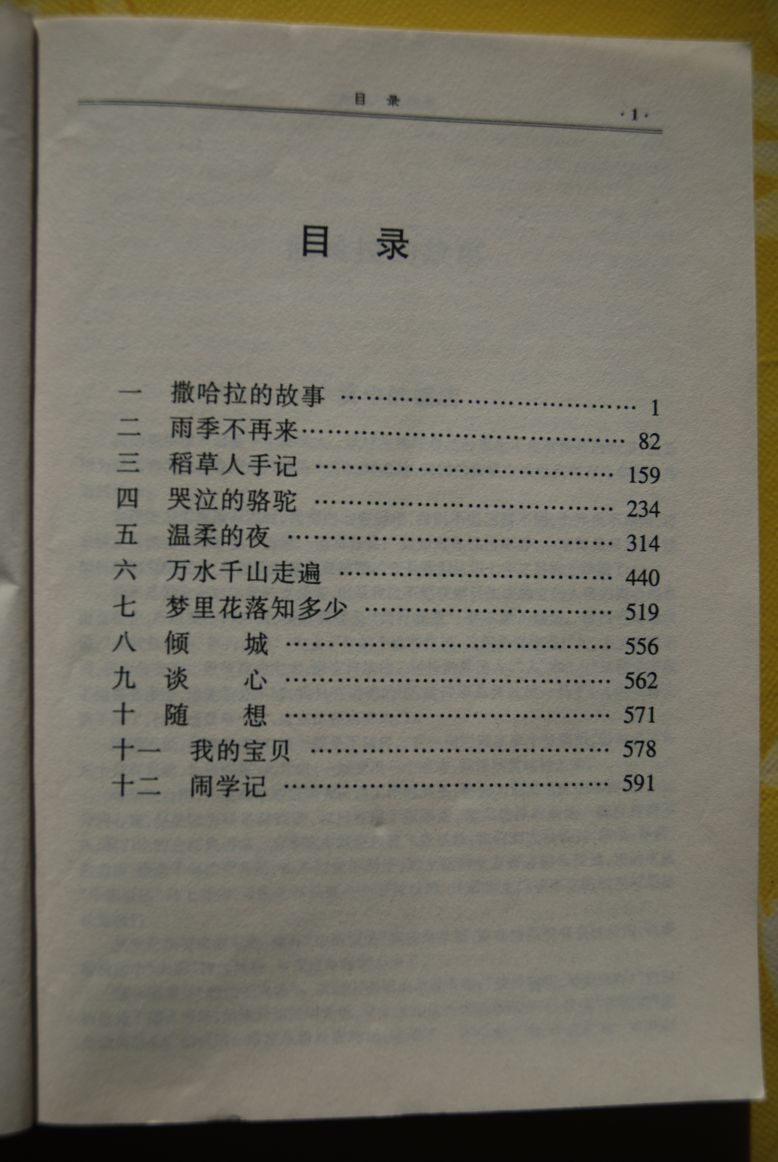 目 录
·1·
目 录
一 撒哈拉的故事 ………………………………… 1
二 雨季不再来………………………………… 82
三 稻草人手记 ……………………………… 159
四 哭泣的骆驼 ……………………………… 234
五 温柔的夜 ………………………………… 314
六 万水千山走遍 …………………………… 440
七 梦里花落知多少 ………………………… 519
八 倾 城 ………………………………… 556
九 谈 心 ………………………………… 562
十 随 想 ………………………………… 571
十一 我的宝贝 ……………………………… 578
十二 闹学记 ………………………………… 591